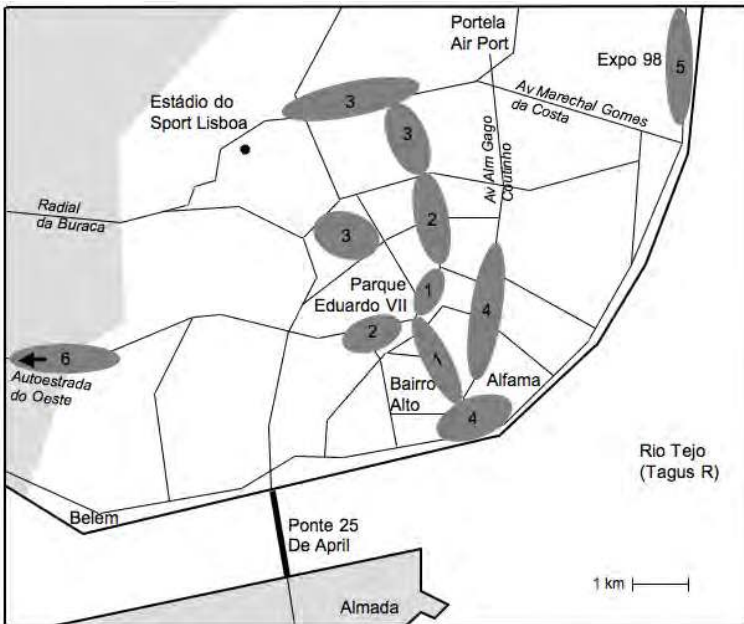 Portela
Air Port
Expo 98
5
Av Marechal Gomes
da Costa
Estádio do
Sport Lisboa
3
3
Av Alm Gago
Coutinho
Radial
da Buraca
3
2
Parque
Eduardo VII
1
4
2
6
Autoestrada
do Oeste
1
Bairro
Alto
Alfama
4
Rio Tejo
(Tagus R)
Belem
Ponte 25
De April
1 km
Almada